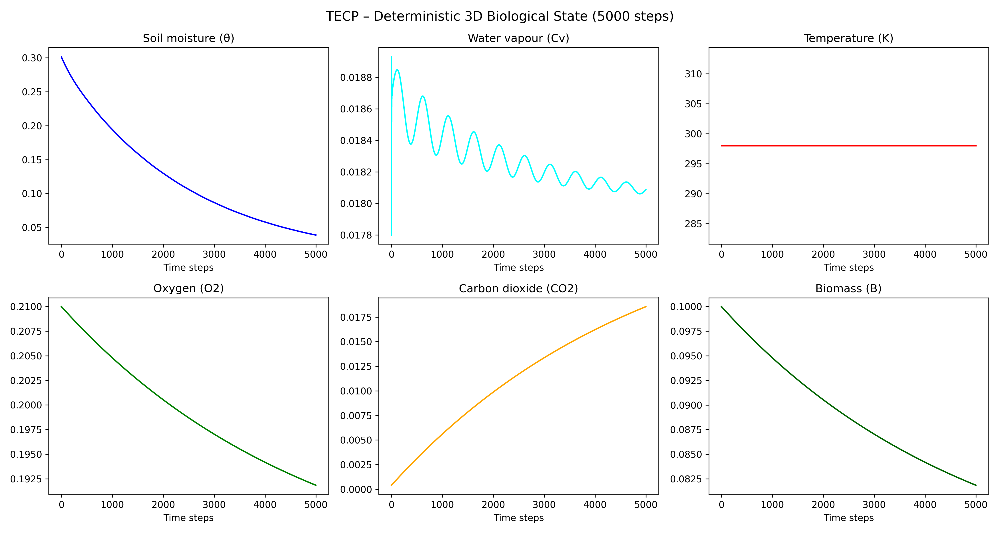 TECP – Deterministic 3D Biological State (5000 steps)
Soil moisture (θ)
0.30
0.25
0.20
0.15
0.10
0.05
0 1000 2000 3000 4000 5000
Time steps
Water vapour (Cv)
0.0188
0.0186
0.0184
0.0182
0.0180
0.0178
0 1000 2000 3000 4000 5000
Time steps
Temperature (K)
310
305
300
295
290
285
0 1000 2000 3000 4000 5000
Time steps
Oxygen (O2)
0.2100
0.2075
0.2050
0.2025
0.2000
0.1975
0.1950
0.1925
0 1000 2000 3000 4000 5000
Time steps
Carbon dioxide (CO2)
0.0175
0.0150
0.0125
0.0100
0.0075
0.0050
0.0025
0.0000
0 1000 2000 3000 4000 5000
Time steps
Biomass (B)
0.1000
0.0975
0.0950
0.0925
0.0900
0.0875
0.0850
0.0825
0 1000 2000 3000 4000 5000
Time steps